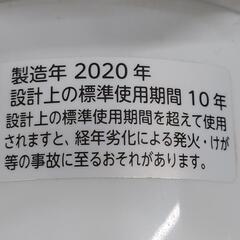 製造年 2020 年
設計上の標準使用期間 10 年
設計上の標準使用期間を超えて使用
されますと、経年劣化による発火・けが
等の事故に至るおそれがあります。